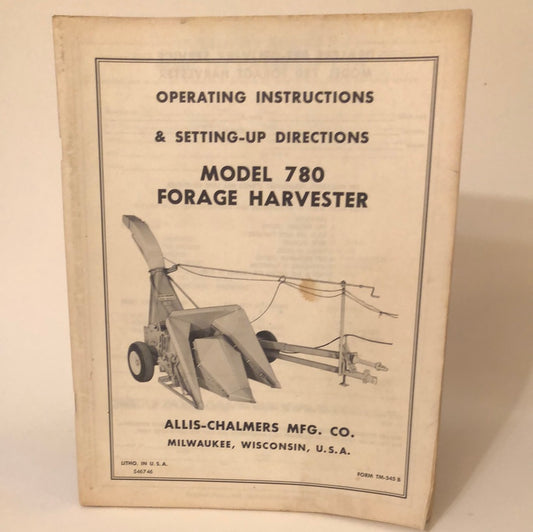 OPERATING INSTRUCTIONS
& SETTING-UP DIRECTIONS
MODEL 780
FORAGE HARVESTER
ALLIS-CHALMERS MFG. CO.
MILWAUKEE, WISCONSIN, U.S.A.
LITHO. IN U.S.A.
S46746
FORM TM-345 B